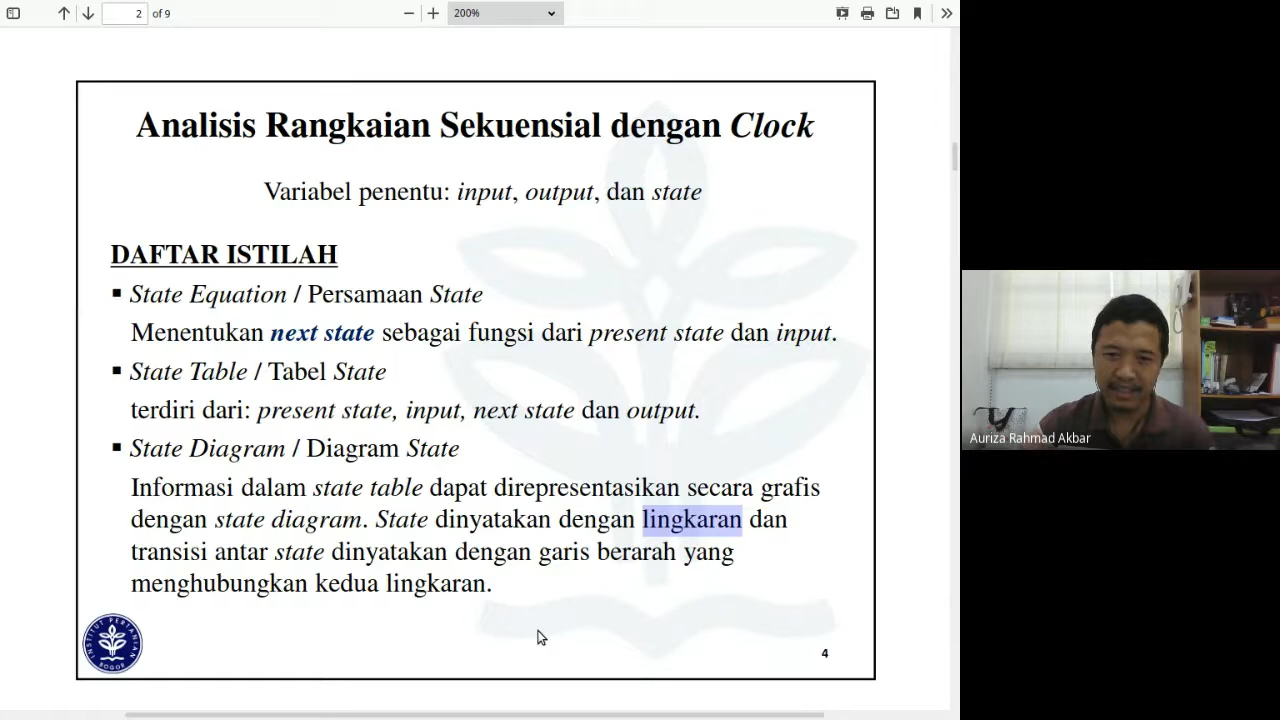 2 of 9
200%
Analisis Rangkaian Sekuensial dengan Clock
Variabel penentu: input, output, dan state
DAFTAR ISTILAH
▪ State Equation / Persamaan State
Menentukan next state sebagai fungsi dari present state dan input.
▪ State Table / Tabel State
terdiri dari: present state, input, next state dan output.
▪ State Diagram / Diagram State
Informasi dalam state table dapat direpresentasikan secara grafis
dengan state diagram. State dinyatakan dengan lingkaran dan
transisi antar state dinyatakan dengan garis berarah yang
menghubungkan kedua lingkaran.
INSTITUT PERTANIAN
BOGOR
4
Auriza Rahmad Akbar